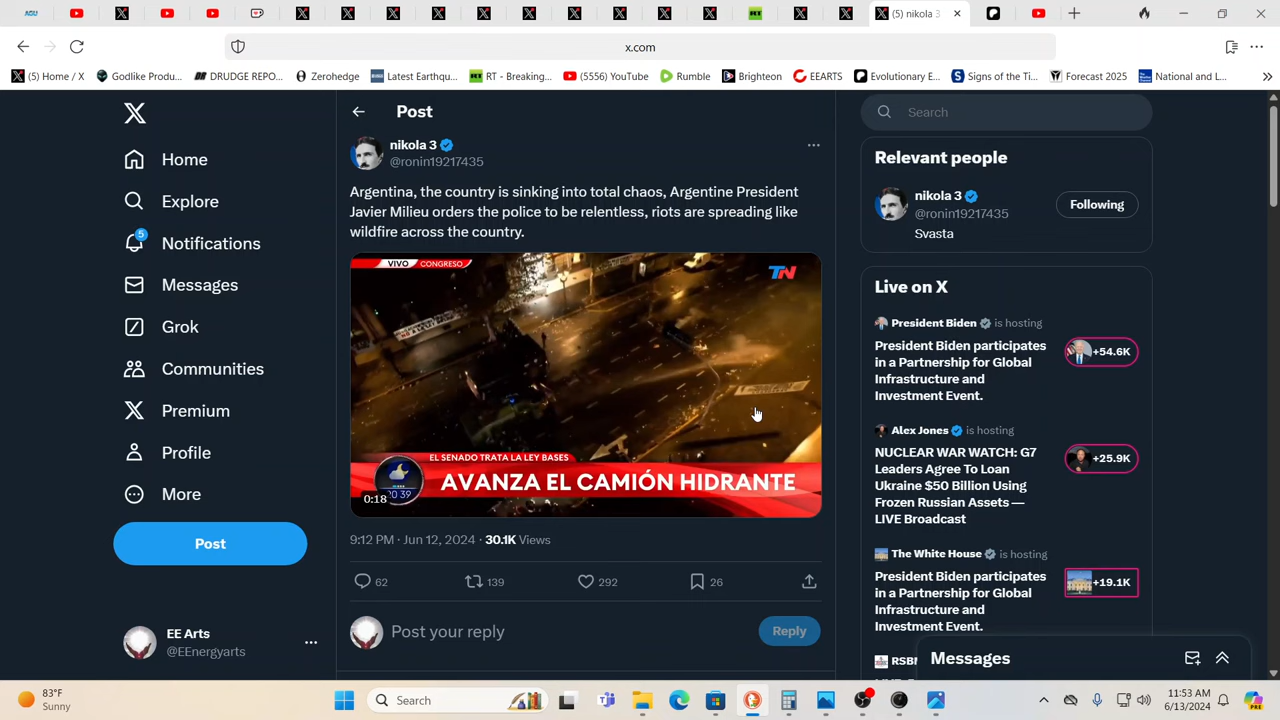 AGU
(5) nikola 3
x.com
(5) Home / X
Godlike Produ...
DRUDGE REPO...
Zerohedge
Latest Earthqu...
RT - Breaking...
(5556) YouTube
Rumble
Brighteon
EEARTS
Evolutionary E...
Signs of the Ti...
Forecast 2025
National and L...
Home
Explore
5
Notifications
Messages
Grok
Communities
Premium
Profile
More
Post
EE Arts
@EEnergyarts
Post
nikola 3
@ronin19217435
Argentina, the country is sinking into total chaos, Argentine President
Javier Milieu orders the police to be relentless, riots are spreading like
wildfire across the country.
VIVO CONGRESO
TN
EL SENADO TRATA LA LEY BASES
AVANZA EL CAMIÓN HIDRANTE
20 39
0:18
9:12 PM · Jun 12, 2024 · 30.1K Views
62
139
292
26
Post your reply
Reply
Search
Relevant people
nikola 3
@ronin19217435
Following
Svasta
Live on X
President Biden is hosting
President Biden participates
in a Partnership for Global
Infrastructure and
Investment Event.
+54.6K
Alex Jones is hosting
NUCLEAR WAR WATCH: G7
Leaders Agree To Loan
Ukraine $50 Billion Using
Frozen Russian Assets —
LIVE Broadcast
+25.9K
The White House is hosting
President Biden participates
in a Partnership for Global
Infrastructure and
Investment Event.
+19.1K
RSBN
Messages
83°F
Sunny
Search
11:53 AM
6/13/2024
PRE